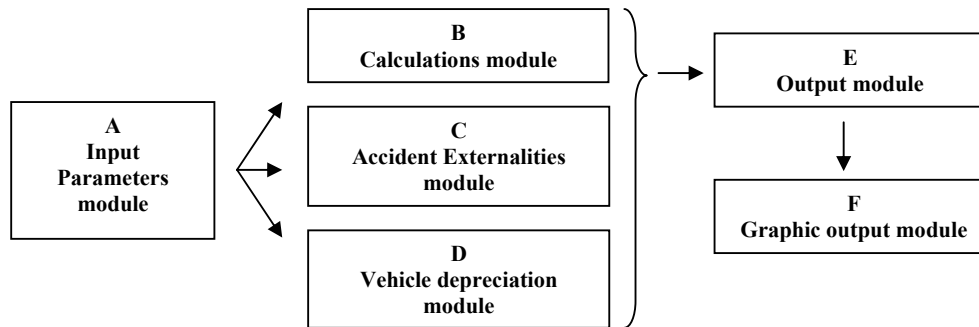 A
Input
Parameters
module
B
Calculations module
C
Accident Externalities
module
D
Vehicle depreciation
module
E
Output module
F
Graphic output module